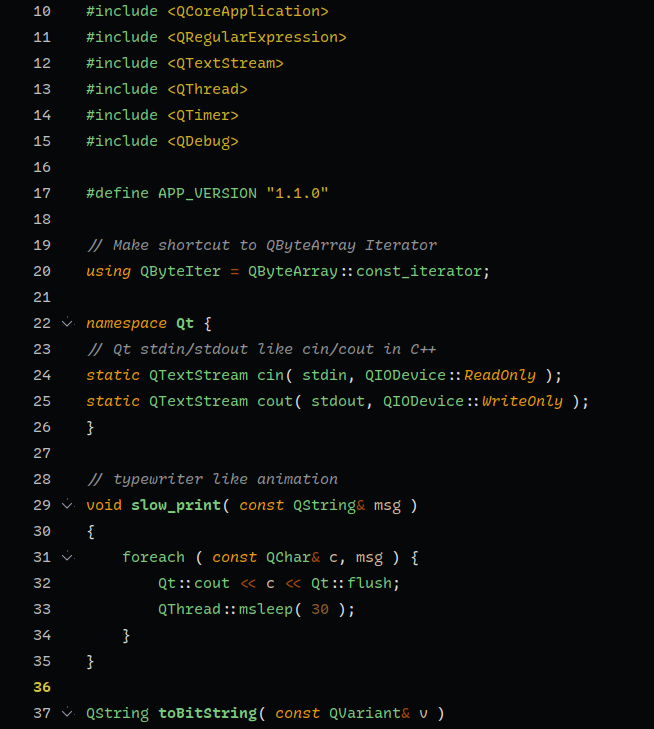 10 #include <QCoreApplication>
11 #include <QRegularExpression>
12 #include <QTextStream>
13 #include <QThread>
14 #include <QTimer>
15 #include <QDebug>
16
17 #define APP_VERSION "1.1.0"
18
19 // Make shortcut to QByteArray Iterator
20 using QByteIter = QByteArray::const_iterator;
21
22 namespace Qt {
23 // Qt stdin/stdout like cin/cout in C++
24 static QTextStream cin( stdin, QIODevice::ReadOnly );
25 static QTextStream cout( stdout, QIODevice::WriteOnly );
26 }
27
28 // typewriter like animation
29 void slow_print( const QString& msg )
30 {
31     foreach ( const QChar& c, msg ) {
32         Qt::cout << c << Qt::flush;
33         QThread::msleep( 30 );
34     }
35 }
36
37 QString toBitString( const QVariant& v )